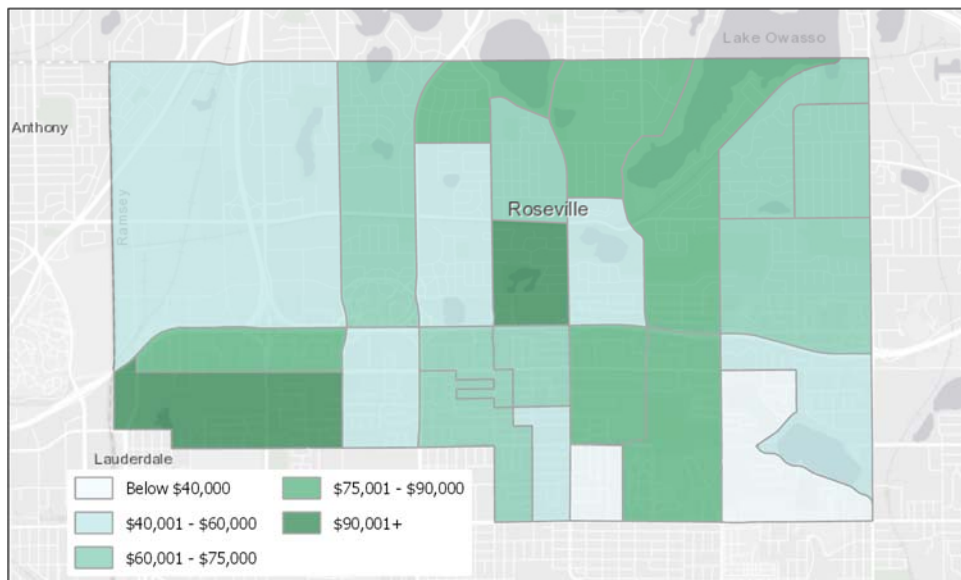 Lake Owasso
Anthony
Ramsey
Roseville
Lauderdale
Below $40,000
$40,001 - $60,000
$60,001 - $75,000
$75,001 - $90,000
$90,001+